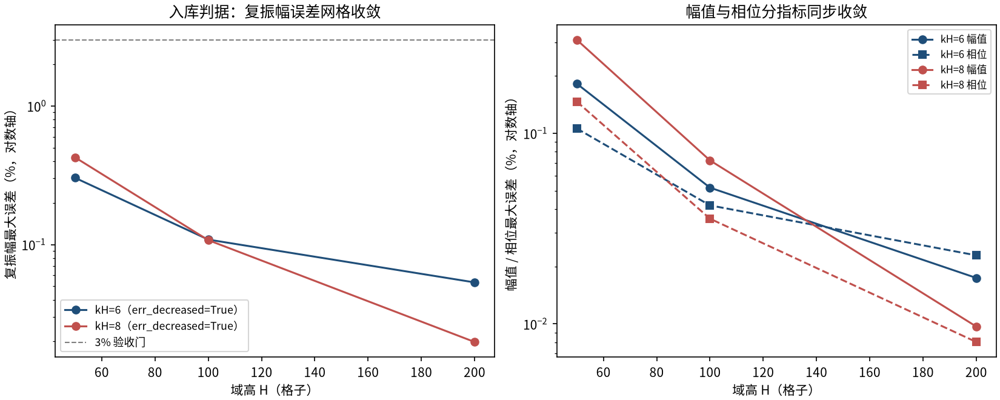 入库判据：复振幅误差网格收敛
复振幅最大误差（%，对数轴）
10⁰
10⁻¹
kH=6（err_decreased=True）
kH=8（err_decreased=True）
3% 验收门
60 80 100 120 140 160 180 200
域高 H（格子）
幅值与相位分指标同步收敛
幅值 / 相位最大误差（%，对数轴）
10⁻¹
10⁻²
kH=6 幅值
kH=6 相位
kH=8 幅值
kH=8 相位
60 80 100 120 140 160 180 200
域高 H（格子）